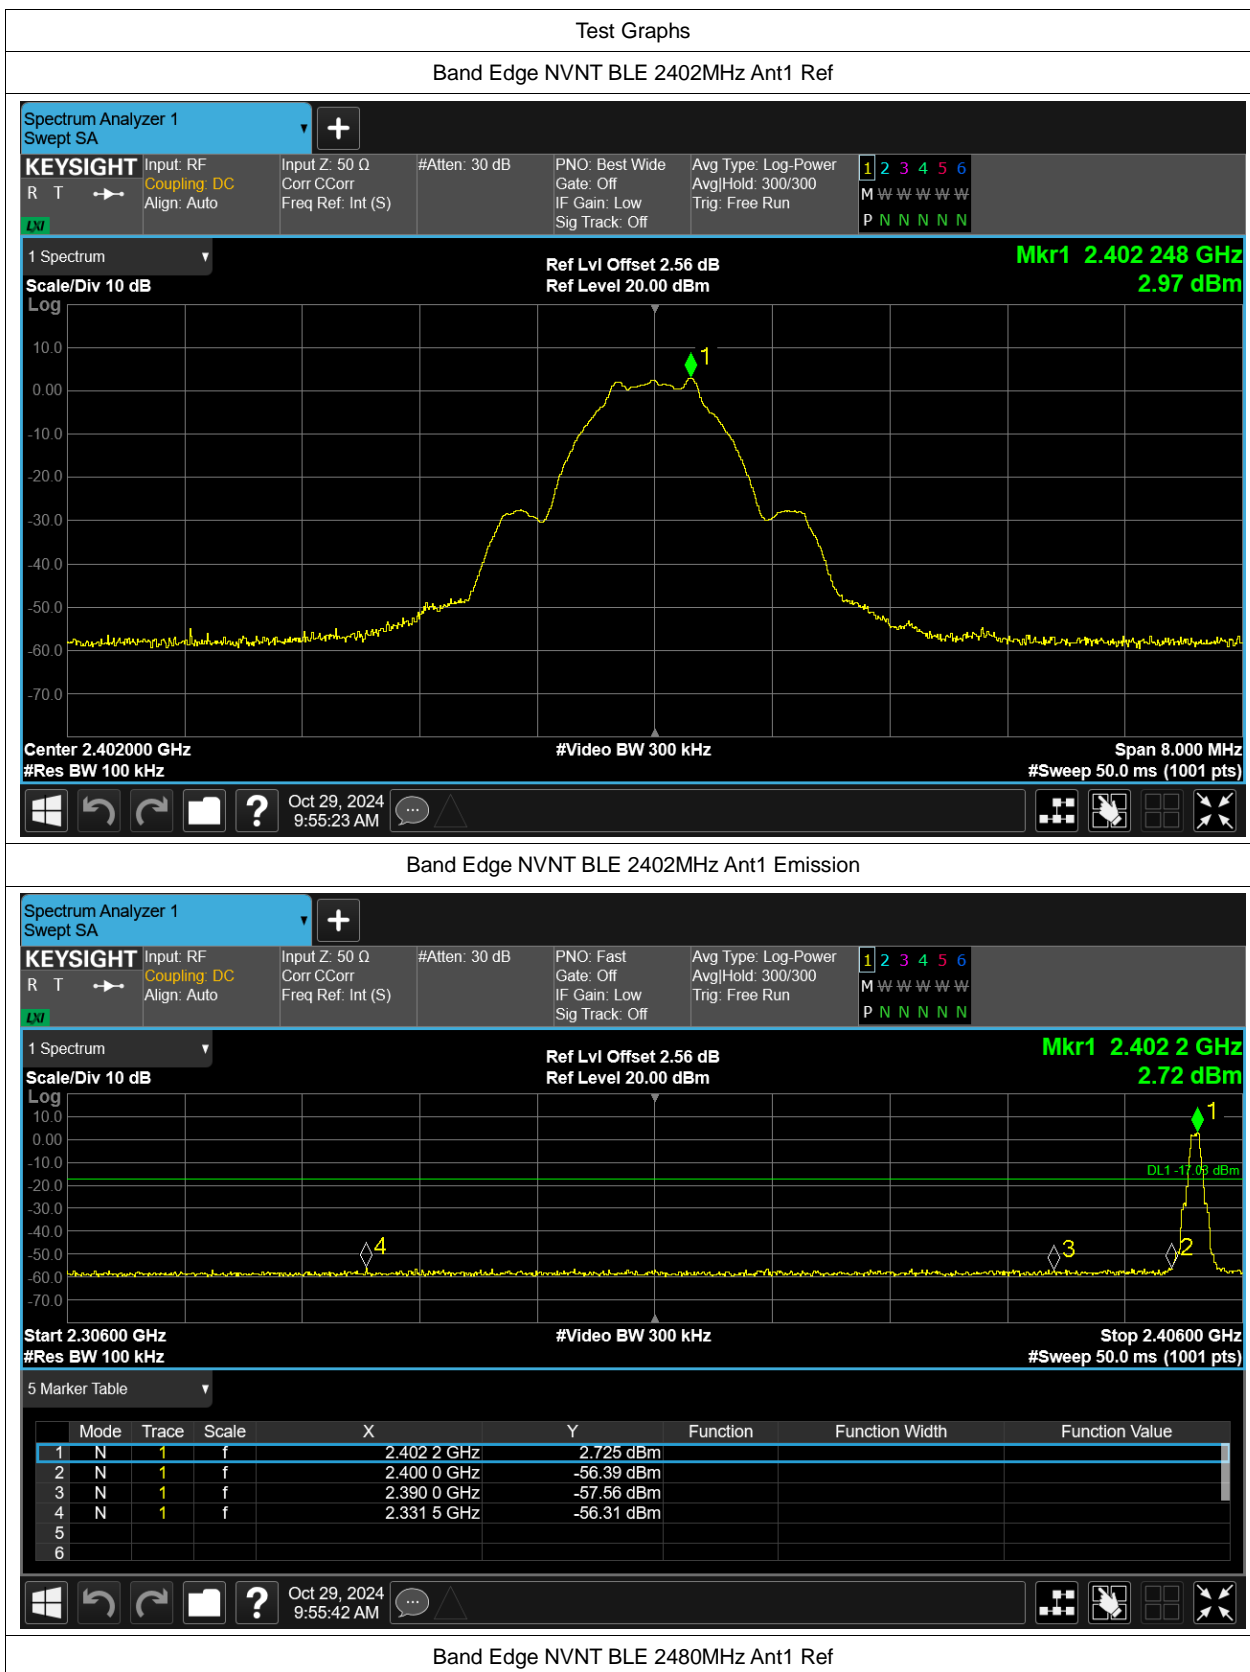 Test Graphs
Band Edge NVNT BLE 2402MHz Ant1 Ref
Spectrum Analyzer 1
Swept SA
+
KEYSIGHT Input: RF Input Z: 50 Ω #Atten: 30 dB PNO: Best Wide Avg Type: Log-Power 1 2 3 4 5 6
R T Coupling: DC Corr CCorr Gate: Off Avg|Hold: 300/300 M W W W W W
Align: Auto Freq Ref: Int (S) IF Gain: Low Trig: Free Run
LXI Sig Track: Off P N N N N N
1 Spectrum Ref Lvl Offset 2.56 dB Mkr1 2.402 248 GHz
Scale/Div 10 dB Ref Level 20.00 dBm 2.97 dBm
Log
10.0 1
0.00
-10.0
-20.0
-30.0
-40.0
-50.0
-60.0
-70.0
Center 2.402000 GHz #Video BW 300 kHz Span 8.000 MHz
#Res BW 100 kHz #Sweep 50.0 ms (1001 pts)
? Oct 29, 2024
9:55:23 AM
Band Edge NVNT BLE 2402MHz Ant1 Emission
Spectrum Analyzer 1
Swept SA
+
KEYSIGHT Input: RF Input Z: 50 Ω #Atten: 30 dB PNO: Fast Avg Type: Log-Power 1 2 3 4 5 6
R T Coupling: DC Corr CCorr Gate: Off Avg|Hold: 300/300 M W W W W W
Align: Auto Freq Ref: Int (S) IF Gain: Low Trig: Free Run
LXI Sig Track: Off P N N N N N
1 Spectrum Ref Lvl Offset 2.56 dB Mkr1 2.402 2 GHz
Scale/Div 10 dB Ref Level 20.00 dBm 2.72 dBm
Log
10.0 1
0.00
-10.0 DL1 -17.03 dBm
-20.0
-30.0
-40.0
-50.0 4 3 2
-60.0
-70.0
Start 2.30600 GHz #Video BW 300 kHz Stop 2.40600 GHz
#Res BW 100 kHz #Sweep 50.0 ms (1001 pts)
5 Marker Table
Mode Trace Scale X Y Function Function Width Function Value
1 N 1 f 2.402 2 GHz 2.725 dBm
2 N 1 f 2.400 0 GHz -56.39 dBm
3 N 1 f 2.390 0 GHz -57.56 dBm
4 N 1 f 2.331 5 GHz -56.31 dBm
5
6
? Oct 29, 2024
9:55:42 AM
Band Edge NVNT BLE 2480MHz Ant1 Ref